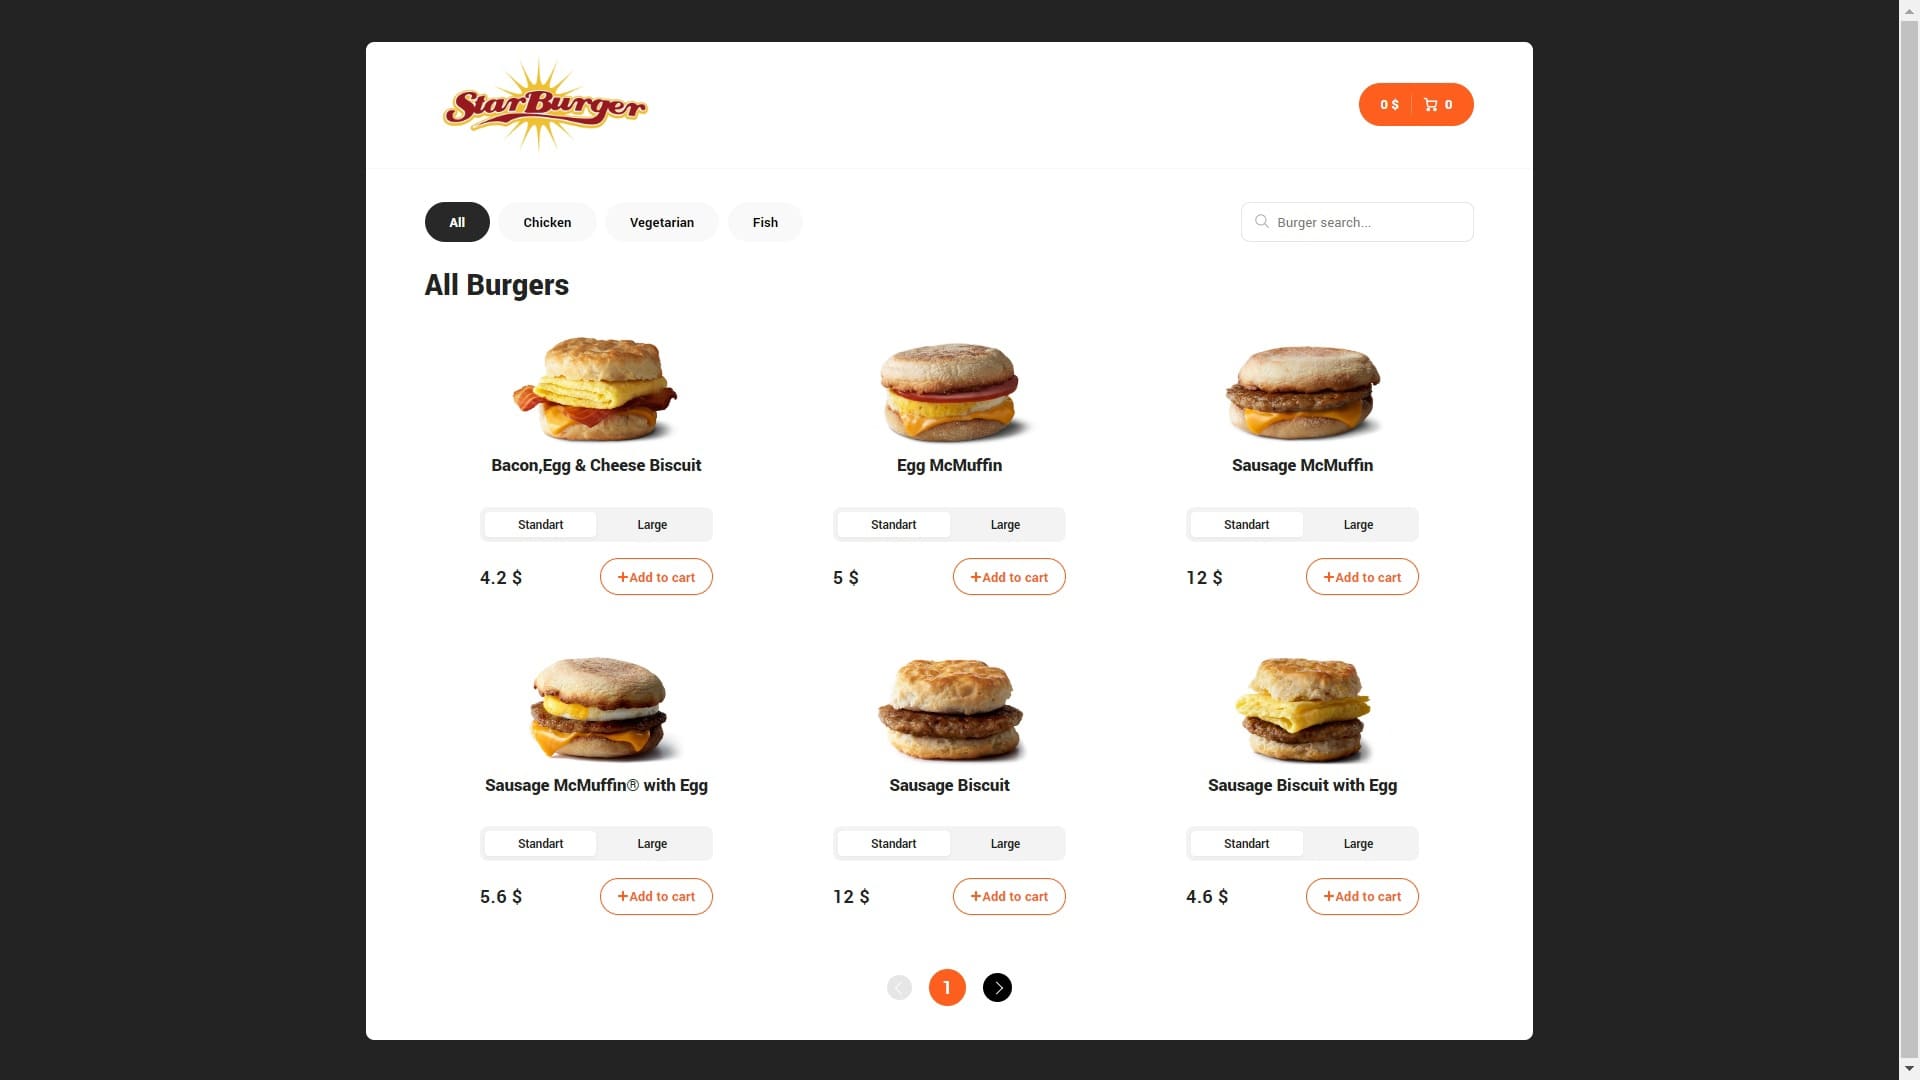 StarBurger
0 $ 0
All Chicken Vegetarian Fish Burger search...
All Burgers
Bacon,Egg & Cheese Biscuit Egg McMuffin Sausage McMuffin
Standart Large Standart Large Standart Large
4.2 $ +Add to cart 5 $ +Add to cart 12 $ +Add to cart
Sausage McMuffin® with Egg Sausage Biscuit Sausage Biscuit with Egg
Standart Large Standart Large Standart Large
5.6 $ +Add to cart 12 $ +Add to cart 4.6 $ +Add to cart
1